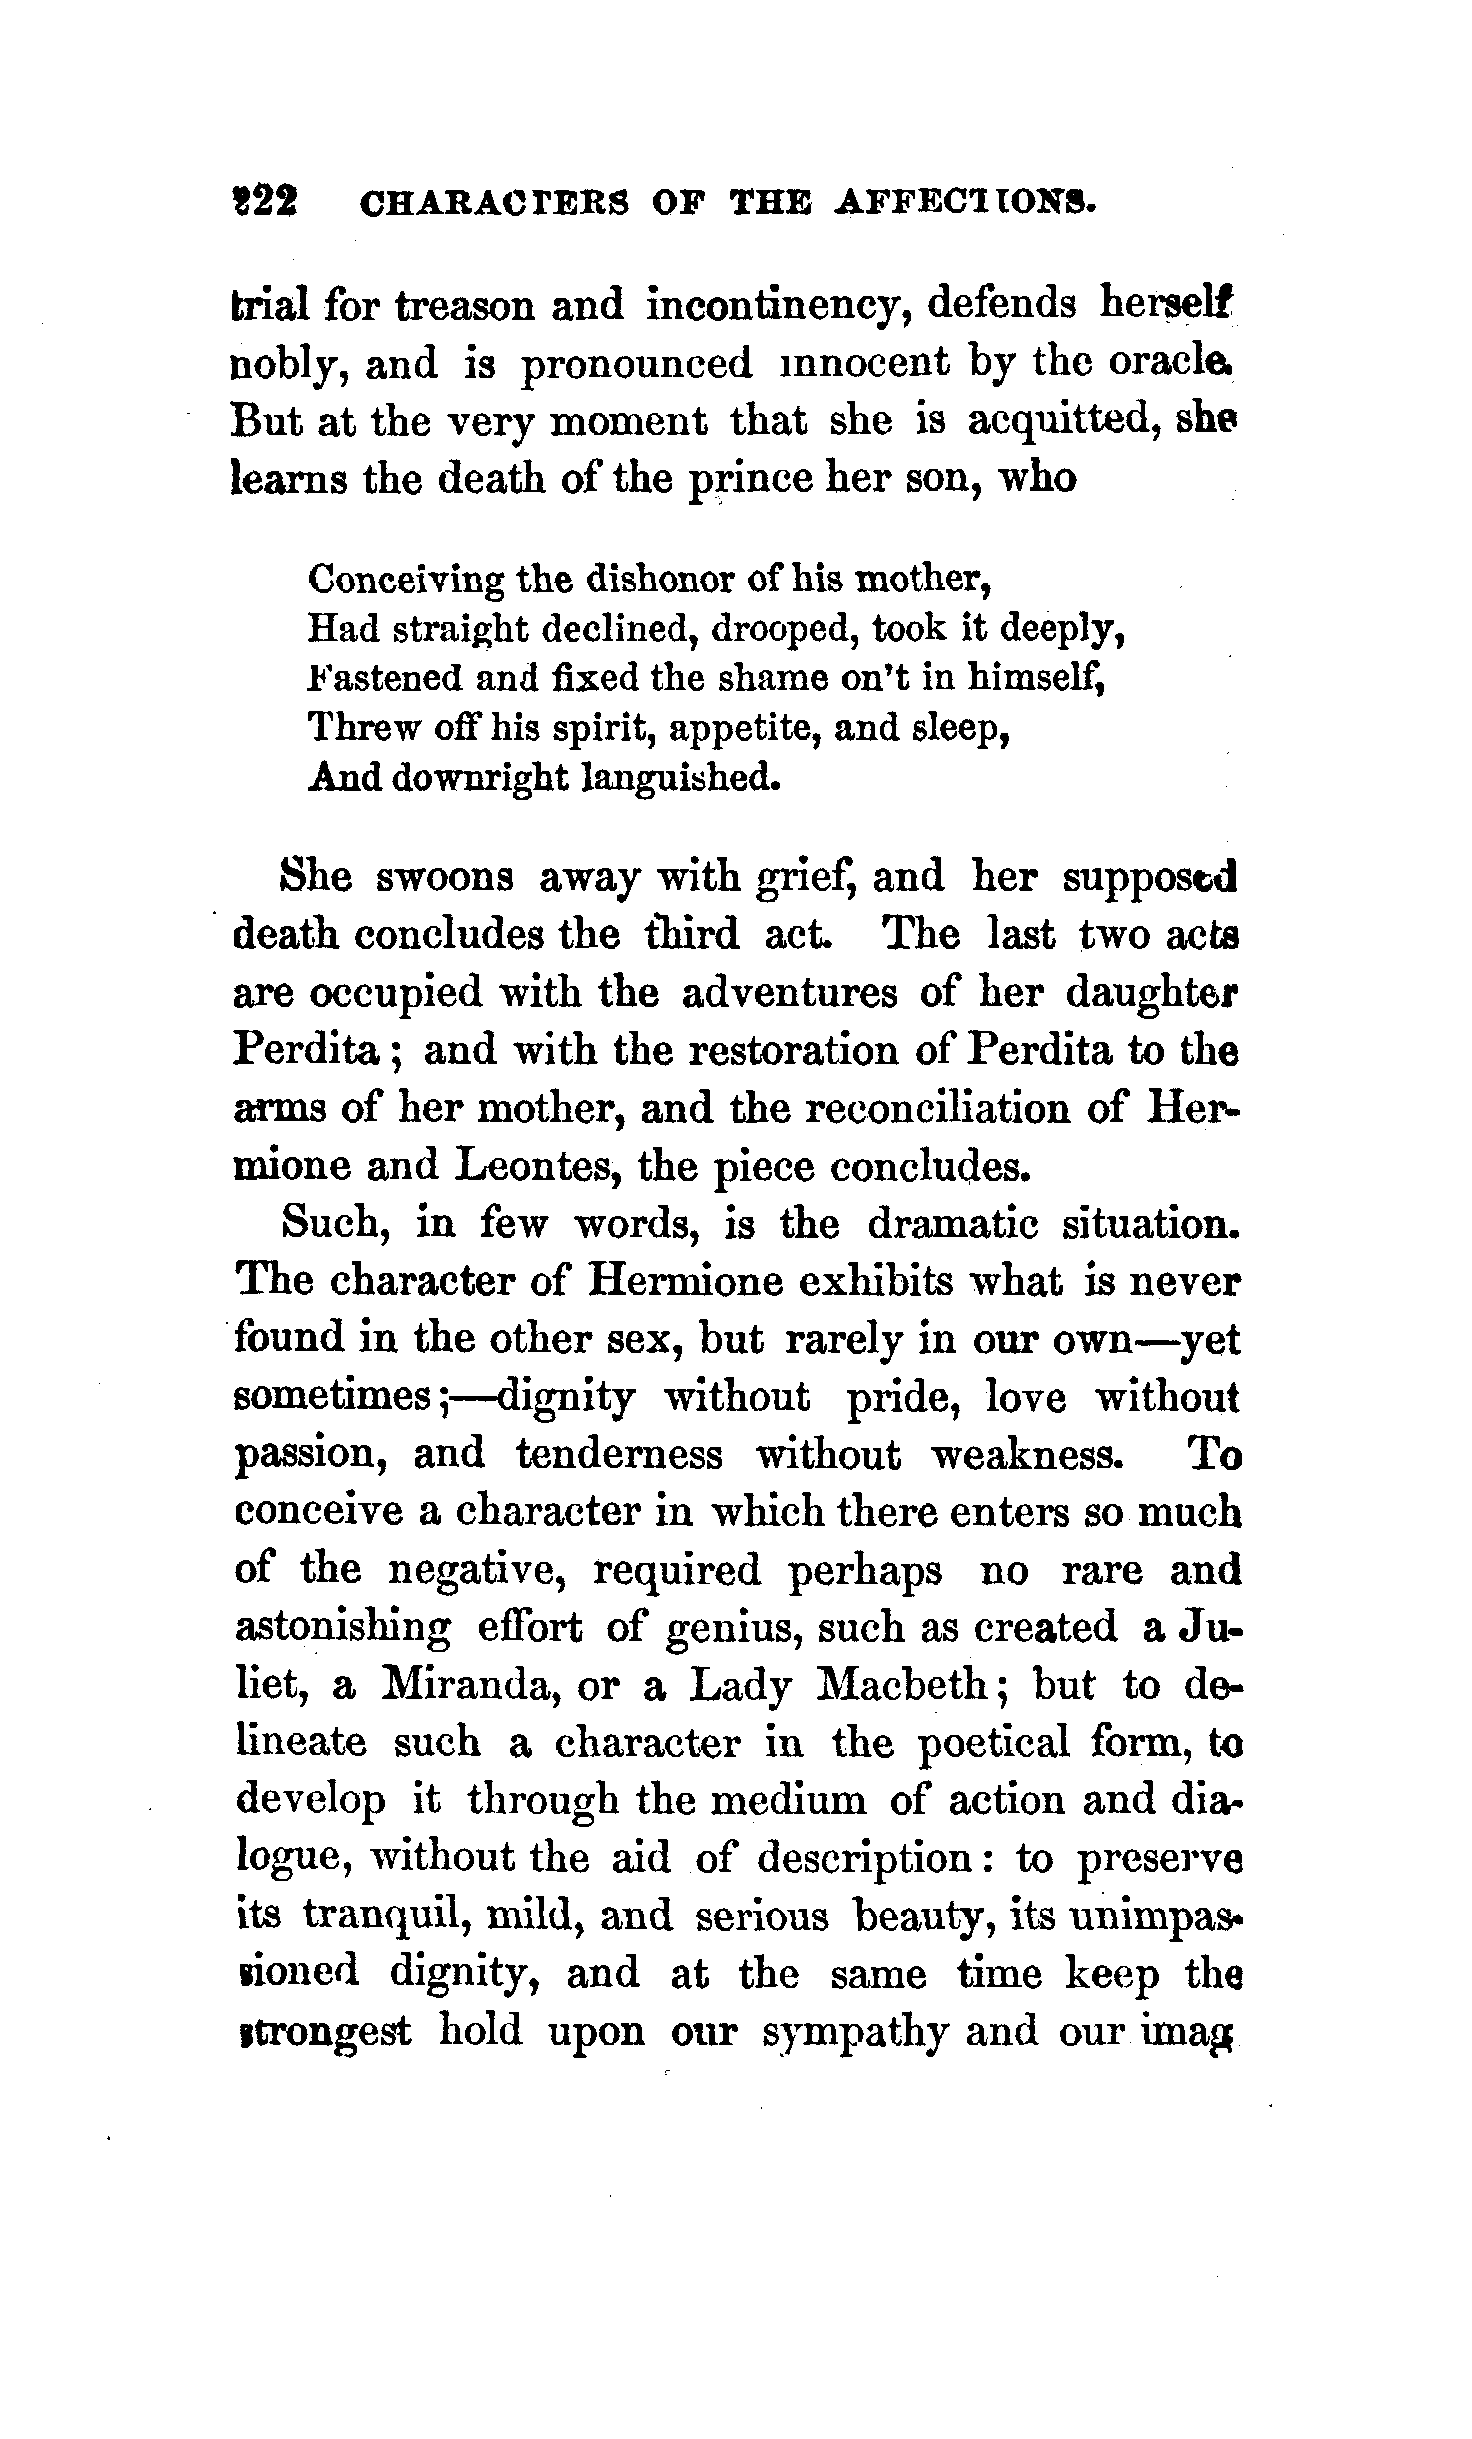 222 CHARACTERS OF THE AFFECTIONS.
trial for treason and incontinency, defends herself
nobly, and is pronounced innocent by the oracle.
But at the very moment that she is acquitted, she
learns the death of the prince her son, who
Conceiving the dishonor of his mother,
Had straight declined, drooped, took it deeply,
Fastened and fixed the shame on't in himself,
Threw off his spirit, appetite, and sleep,
And downright languished.
She swoons away with grief, and her supposed
death concludes the third act. The last two acts
are occupied with the adventures of her daughter
Perdita; and with the restoration of Perdita to the
arms of her mother, and the reconciliation of Her-
mione and Leontes, the piece concludes.
Such, in few words, is the dramatic situation.
The character of Hermione exhibits what is never
found in the other sex, but rarely in our own—yet
sometimes;—dignity without pride, love without
passion, and tenderness without weakness. To
conceive a character in which there enters so much
of the negative, required perhaps no rare and
astonishing effort of genius, such as created a Ju-
liet, a Miranda, or a Lady Macbeth; but to de-
lineate such a character in the poetical form, to
develop it through the medium of action and dia-
logue, without the aid of description: to preserve
its tranquil, mild, and serious beauty, its unimpas-
sioned dignity, and at the same time keep the
strongest hold upon our sympathy and our imag